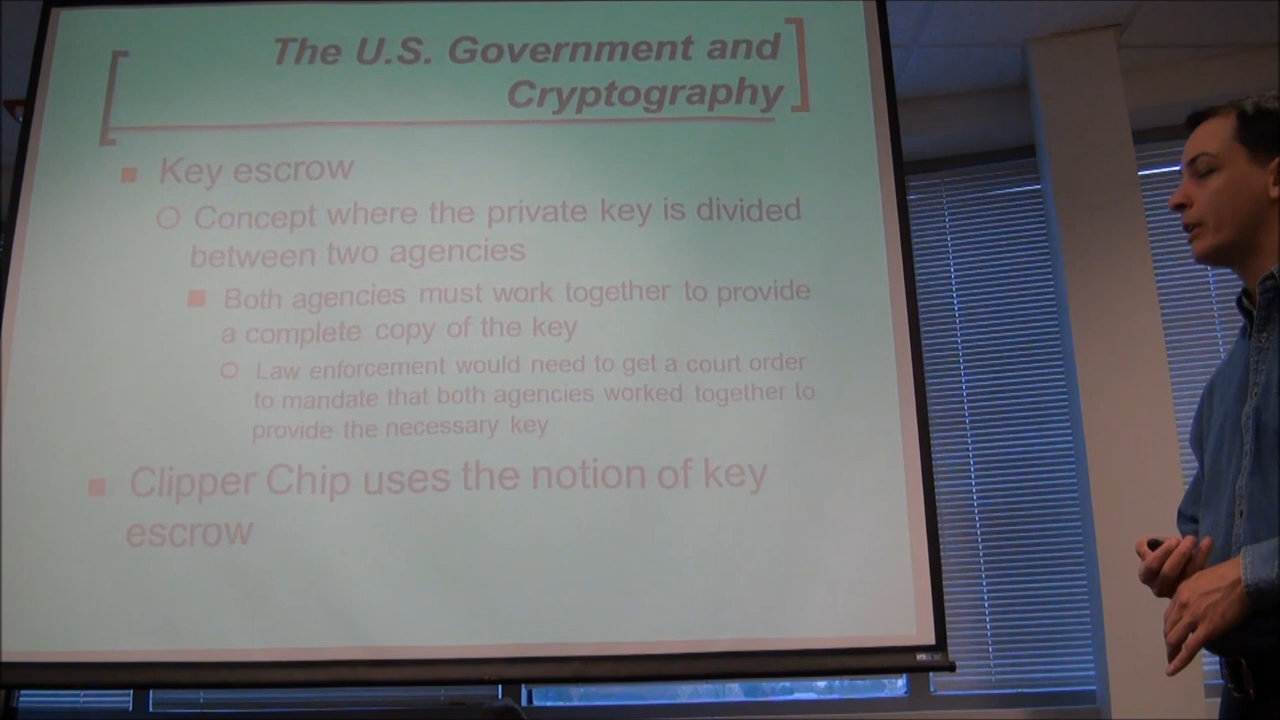 The U.S. Government and
Cryptography
Key escrow
Concept where the private key is divided
between two agencies
Both agencies must work together to provide
a complete copy of the key
Law enforcement would need to get a court order
to mandate that both agencies worked together to
provide the necessary key
Clipper Chip uses the notion of key
escrow